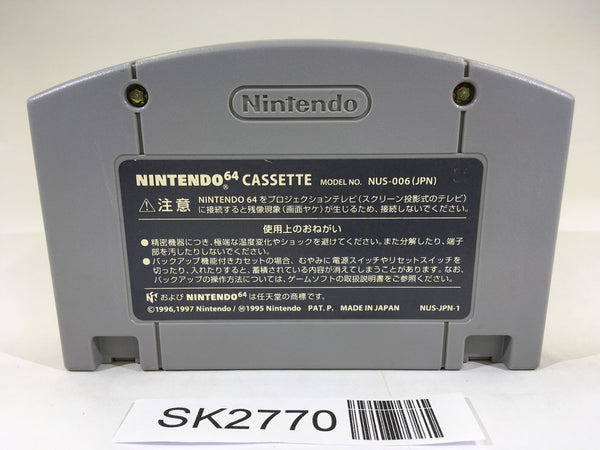 Nintendo
NINTENDO64 CASSETTE MODEL NO. NUS-006(JPN)
⚠注意 NINTENDO 64をプロジェクションテレビ(スクリーン投影式のテレビ)
に接続すると残像現象(画面ヤケ)が生じるため、接続しないでください。
使用上のおねがい
●精密機器につき、極端な温度変化やショックを避けてください。また分解したり、端子
部を汚したりしないでください。
●バックアップ機能付きカセットの場合、むやみに電源スイッチやリセットスイッチを
切ったり、入れたりすると、蓄積されている内容が消えてしまうことがあります。なお、
バックアップの操作方法については、ゲームソフトの取扱説明書をご参照ください。
および NINTENDO64は任天堂の商標です。
©1996,1997 Nintendo/Ⓜ1995 Nintendo PAT. P. MADE IN JAPAN NUS-JPN-1
SK2770